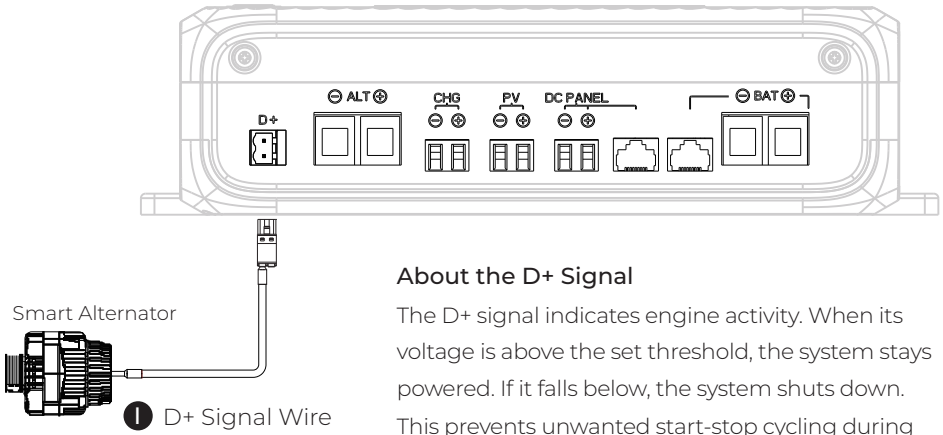 ⊖ ALT ⊕
CHG
PV
DC PANEL
⊖ BAT ⊕
D+
⊖ ⊕
⊖ ⊕
⊖ ⊕
About the D+ Signal
The D+ signal indicates engine activity. When its
voltage is above the set threshold, the system stays
powered. If it falls below, the system shuts down.
This prevents unwanted start-stop cycling during
Smart Alternator
I D+ Signal Wire